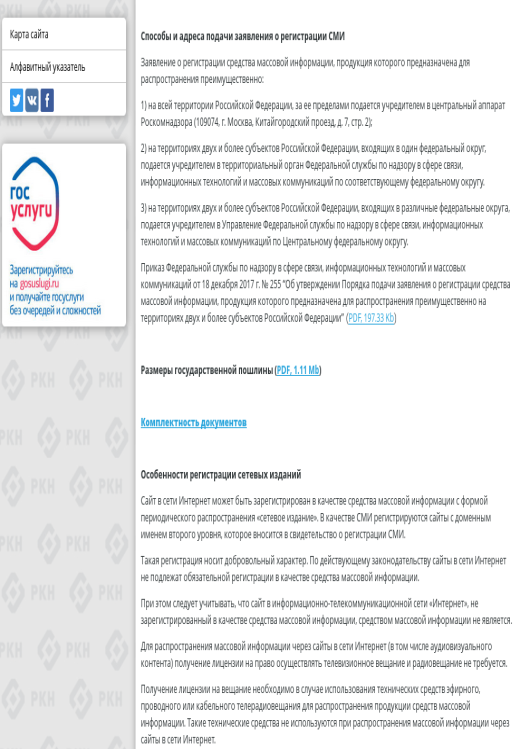 Карта сайта
Алфавитный указатель
гос
услуги
Зарегистрируйтесь
на gosuslugi.ru
и получайте госуслуги
без очередей и сложностей
Способы и адреса подачи заявления о регистрации СМИ
Заявление о регистрации средства массовой информации, продукция которого предназначена для
распространения преимущественно:
1) на всей территории Российской Федерации, за ее пределами подается учредителем в центральный аппарат
Роскомнадзора (109074, г. Москва, Китайгородский проезд, д. 7, стр. 2);
2) на территориях двух и более субъектов Российской Федерации, входящих в один федеральный округ,
подается учредителем в территориальный орган Федеральной службы по надзору в сфере связи,
информационных технологий и массовых коммуникаций по соответствующему федеральному округу.
3) на территориях двух и более субъектов Российской Федерации, входящих в различные федеральные округа,
подается учредителем в Управление Федеральной службы по надзору в сфере связи, информационных
технологий и массовых коммуникаций по Центральному федеральному округу.
Приказ Федеральной службы по надзору в сфере связи, информационных технологий и массовых
коммуникаций от 18 декабря 2017 г. № 255 "Об утверждении Порядка подачи заявления о регистрации средства
массовой информации, продукция которого предназначена для распространения преимущественно на
территориях двух и более субъектов Российской Федерации" (PDF, 197.33 Kb)
Размеры государственной пошлины (PDF, 1.11 Mb)
Комплектность документов
Особенности регистрации сетевых изданий
Сайт в сети Интернет может быть зарегистрирован в качестве средства массовой информации с формой
периодического распространения «сетевое издание». В качестве СМИ регистрируются сайты с доменным
именем второго уровня, которое вносится в свидетельство о регистрации СМИ.
Такая регистрация носит добровольный характер. По действующему законодательству сайты в сети Интернет
не подлежат обязательной регистрации в качестве средства массовой информации.
При этом следует учитывать, что сайт в информационно-телекоммуникационной сети «Интернет», не
зарегистрированный в качестве средства массовой информации, средством массовой информации не является.
Для распространения массовой информации через сайты в сети Интернет (в том числе аудиовизуального
контента) получение лицензии на право осуществлять телевизионное вещание и радиовещание не требуется.
Получение лицензии на вещание необходимо в случае использования технических средств эфирного,
проводного или кабельного телерадиовещания для распространения продукции средств массовой
информации. Такие технические средства не используются при распространения массовой информации через
сайты в сети Интернет.